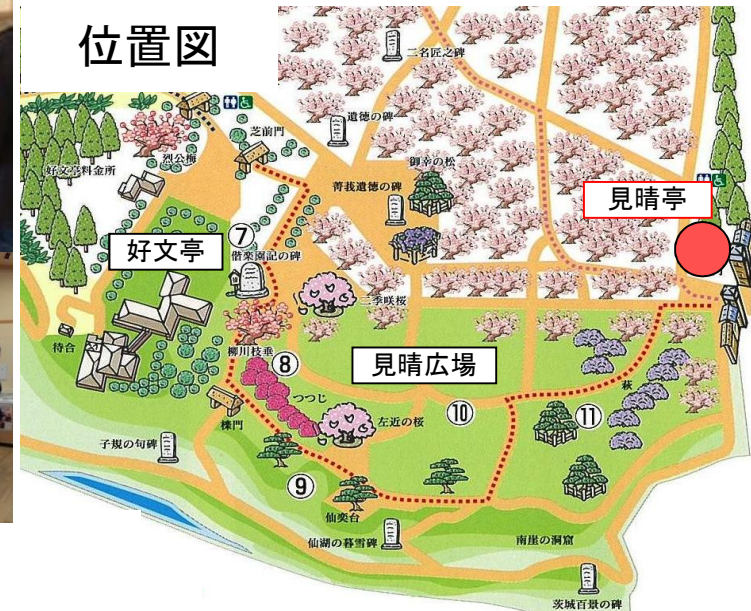 位置図
二名匠之碑
遺徳の碑
芝前門
烈公梅
好文亭料金所
御幸の松
菁莪遺徳の碑
見晴亭
好文亭
⑦
偕楽園記の碑
二季咲桜
待合
柳川枝垂
⑧
見晴広場
萩
つつじ
左近の桜
⑩
⑪
棟門
子規の句碑
⑨
仙奕台
仙湖の暮雪碑
南崖の洞窟
茨城百景の碑